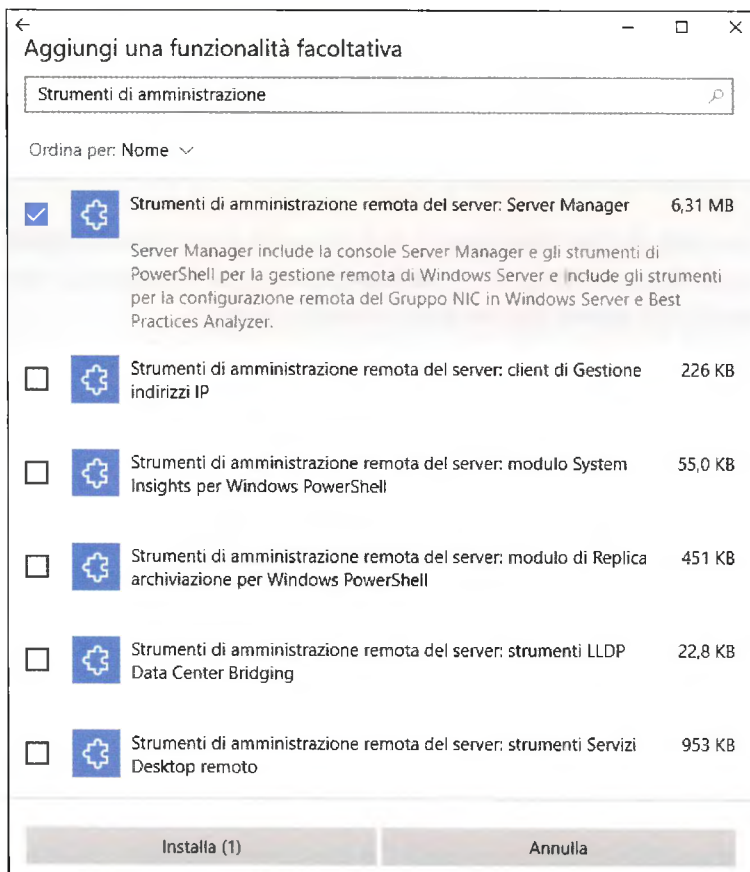 Aggiungi una funzionalità facoltativa
Strumenti di amministrazione
Ordina per: Nome
Strumenti di amministrazione remota del server: Server Manager 6,31 MB
Server Manager include la console Server Manager e gli strumenti di
PowerShell per la gestione remota di Windows Server e include gli strumenti
per la configurazione remota del Gruppo NIC in Windows Server e Best
Practices Analyzer.
Strumenti di amministrazione remota del server: client di Gestione 226 KB
indirizzi IP
Strumenti di amministrazione remota del server: modulo System 55,0 KB
Insights per Windows PowerShell
Strumenti di amministrazione remota del server: modulo di Replica 451 KB
archiviazione per Windows PowerShell
Strumenti di amministrazione remota del server: strumenti LLDP 22,8 KB
Data Center Bridging
Strumenti di amministrazione remota del server: strumenti Servizi 953 KB
Desktop remoto
Installa (1) Annulla